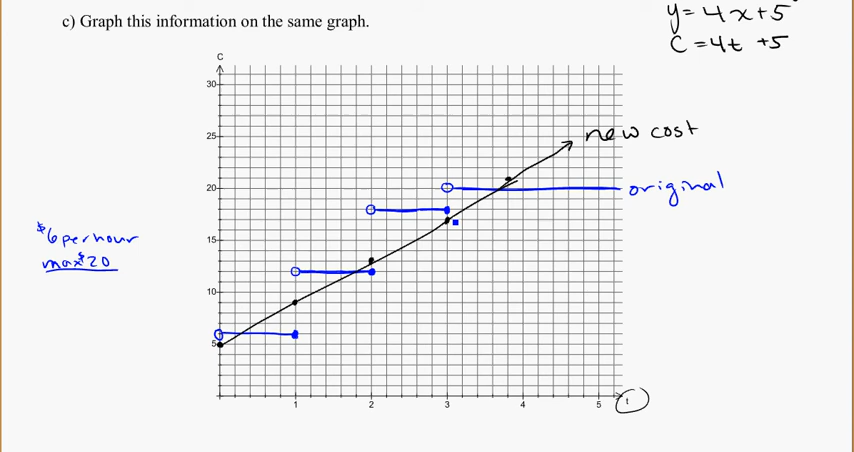 y = 4x + 5
c) Graph this information on the same graph.
C = 4t + 5
C
30
25
new cost
20
original
$6 per hour
max $20
15
10
5
1
2
3
4
5
t